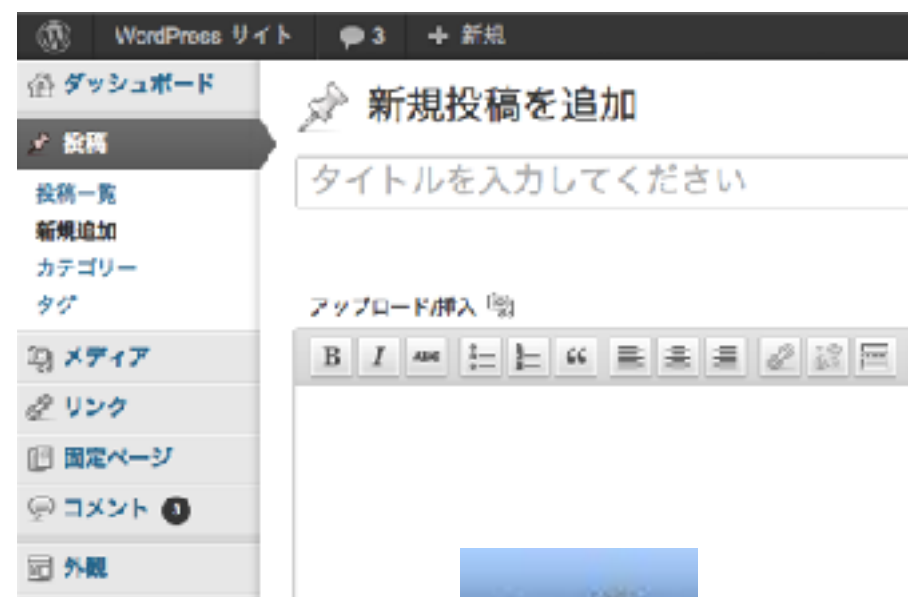 WordPress サイト 3 + 新規
ダッシュボード
新規投稿を追加
投稿
タイトルを入力してください
投稿一覧
新規追加
カテゴリー
タグ
アップロード/挿入
B I ABC “
メディア
リンク
固定ページ
コメント 3
外観